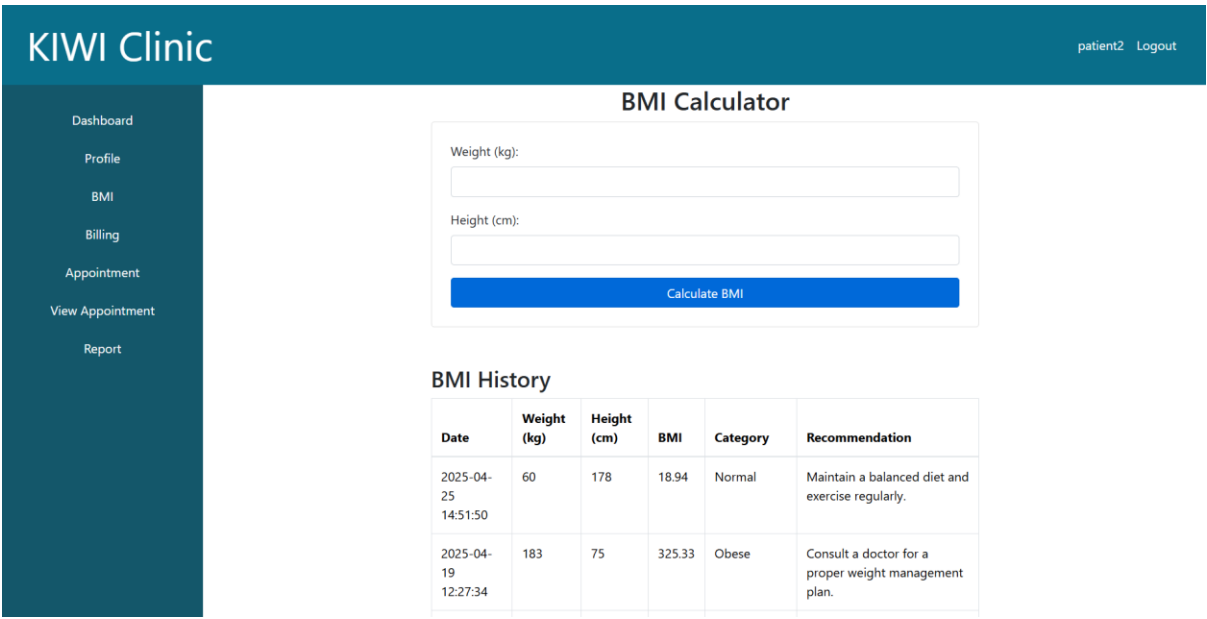 KIWI Clinic
patient2 Logout
Dashboard
Profile
BMI
Billing
Appointment
View Appointment
Report
BMI Calculator
Weight (kg):
Height (cm):
Calculate BMI
BMI History
Date Weight (kg) Height (cm) BMI Category Recommendation
2025-04-25 14:51:50 60 178 18.94 Normal Maintain a balanced diet and exercise regularly.
2025-04-19 12:27:34 183 75 325.33 Obese Consult a doctor for a proper weight management plan.